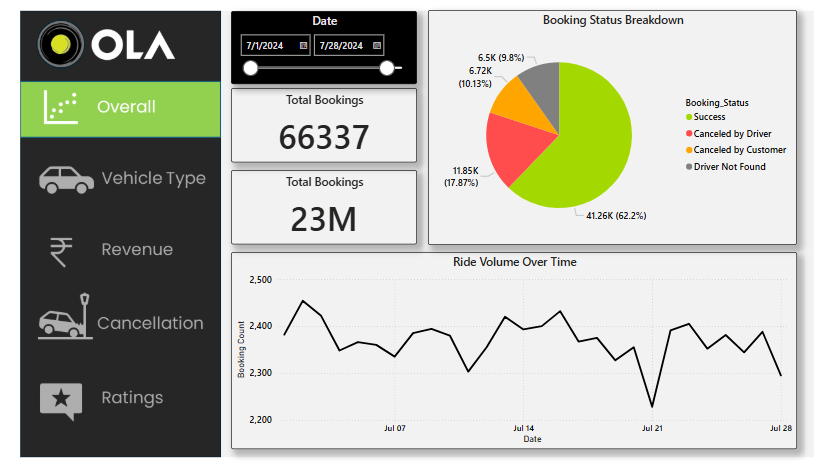 OLA
Overall
Vehicle Type
Revenue
Cancellation
Ratings
Date
7/1/2024 7/28/2024
Total Bookings
66337
Total Bookings
23M
Booking Status Breakdown
6.5K (9.8%)
6.72K
(10.13%)
11.85K
(17.87%)
41.26K (62.2%)
Booking_Status
Success
Canceled by Driver
Canceled by Customer
Driver Not Found
Ride Volume Over Time
Booking Count
2,500
2,400
2,300
2,200
Jul 07 Jul 14 Jul 21 Jul 28
Date